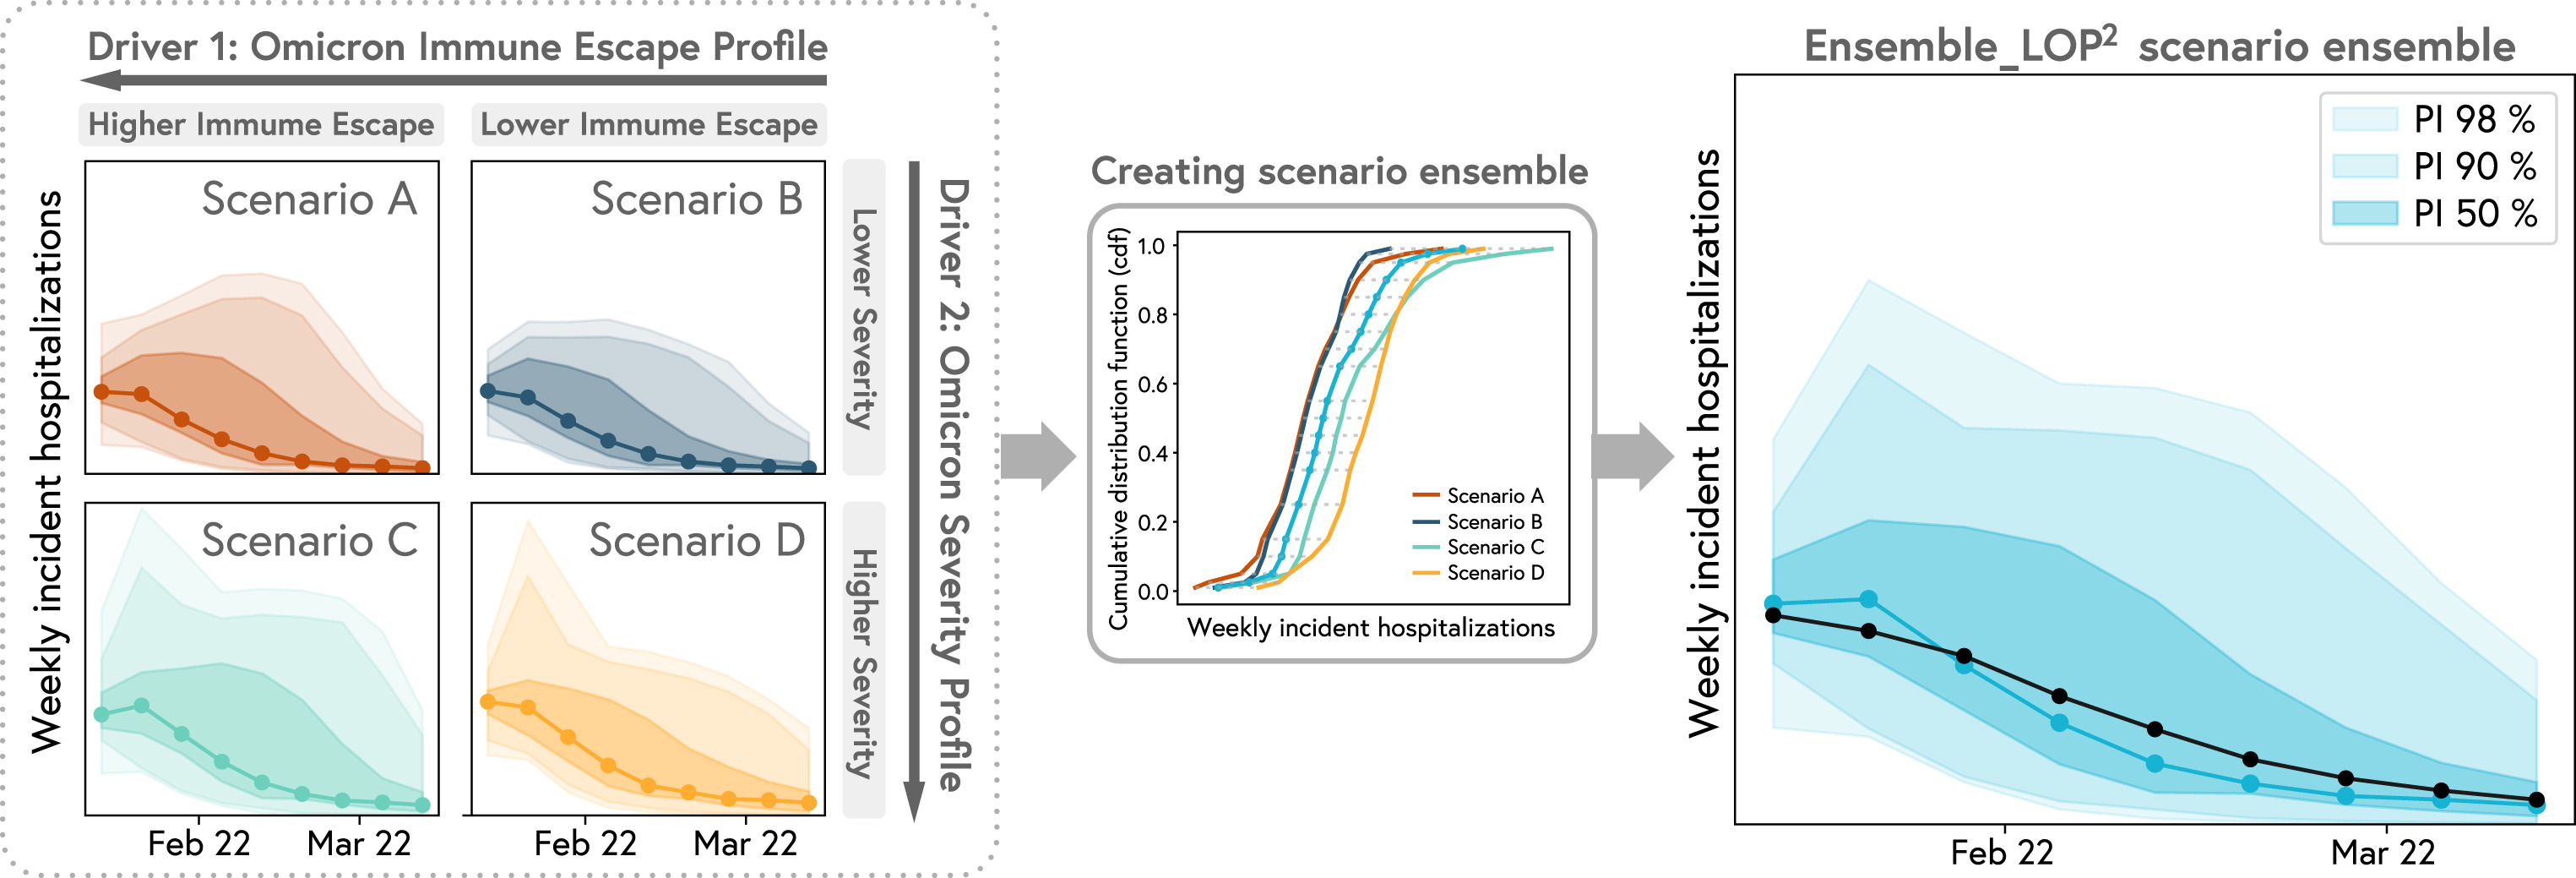 Driver 1: Omicron Immune Escape Profile
Higher Immume Escape
Lower Immume Escape
Scenario A
Scenario B
Scenario C
Scenario D
Weekly incident hospitalizations
Lower Severity
Higher Severity
Driver 2: Omicron Severity Profile
Feb 22
Mar 22
Feb 22
Mar 22
Creating scenario ensemble
Cumulative distribution function (cdf)
1.0
0.8
0.6
0.4
0.2
0.0
Scenario A
Scenario B
Scenario C
Scenario D
Weekly incident hospitalizations
Ensemble_LOP² scenario ensemble
PI 98 %
PI 90 %
PI 50 %
Weekly incident hospitalizations
Feb 22
Mar 22